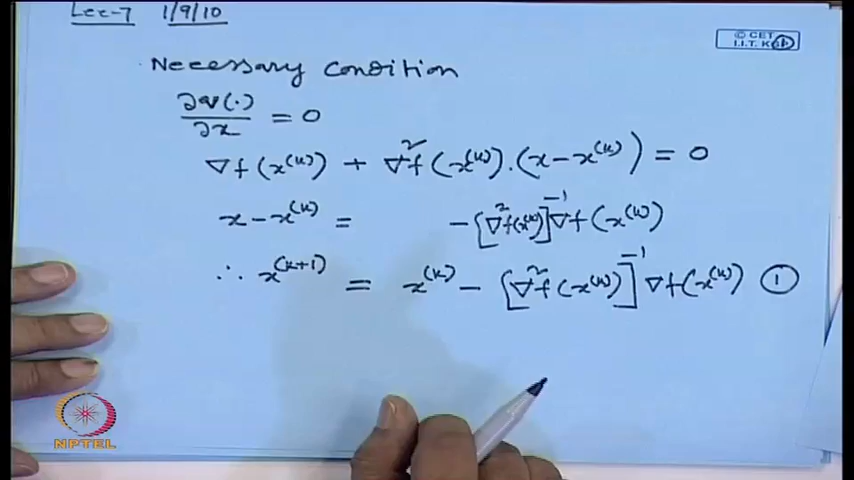 Lec-7 1/9/10
© CET
I.I.T. KGP
Necessary condition
∂q(·)/∂x = 0
∇f(x^(k)) + ∇²f(x^(k)).(x - x^(k)) = 0
x - x^(k) = -[∇²f(x^(k))]^-1 ∇f(x^(k))
∴ x^(k+1) = x^(k) - [∇²f(x^(k))]^-1 ∇f(x^(k)) ①
NPTEL